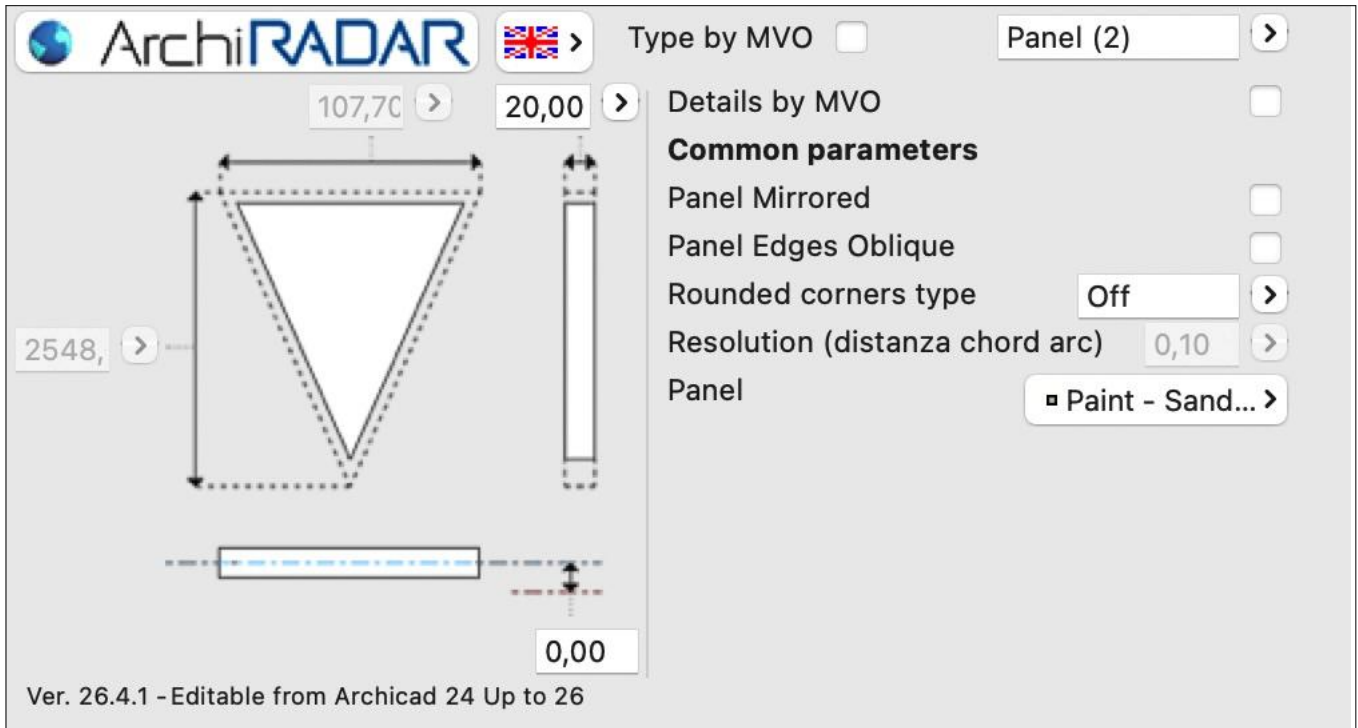 ArchiRADAR
Type by MVO
Panel (2)
107,70
20,00
Details by MVO
Common parameters
Panel Mirrored
Panel Edges Oblique
Rounded corners type
Off
2548,
Resolution (distanza chord arc)
0,10
Panel
Paint - Sand...
0,00
Ver. 26.4.1 - Editable from Archicad 24 Up to 26